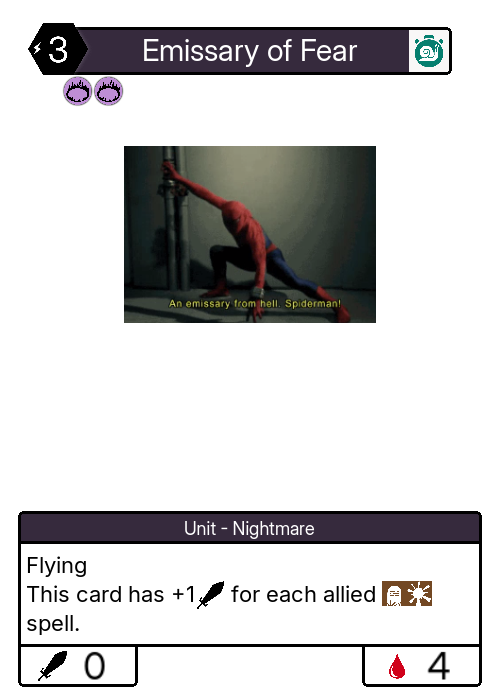 3
Emissary of Fear
An emissary from hell, Spiderman!
Unit - Nightmare
Flying
This card has +1 for each allied
spell.
0
4